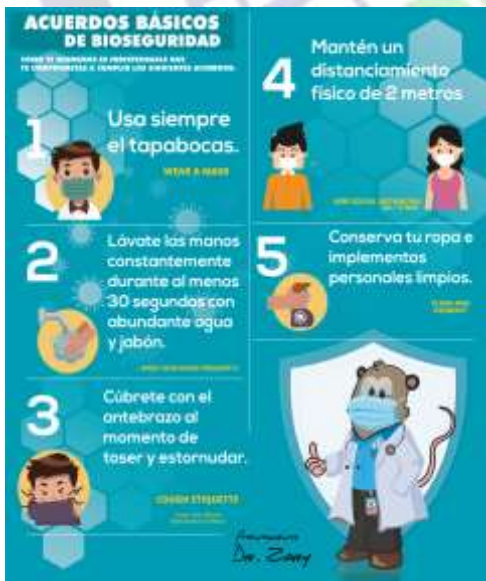 ACUERDOS BÁSICOS
DE BIOSEGURIDAD
1
Usa siempre
el tapabocas.
WEAR A MASK
2
Lávate las manos
constantemente
durante al menos
30 segundos con
abundante agua
y jabón.
3
Cúbrete con el
antebrazo al
momento de
toser y estornudar.
COUGH ETIQUETTE
4
Mantén un
distanciamiento
físico de 2 metros
5
Conserva tu ropa e
implementos
personales limpios.
Dr. Zary